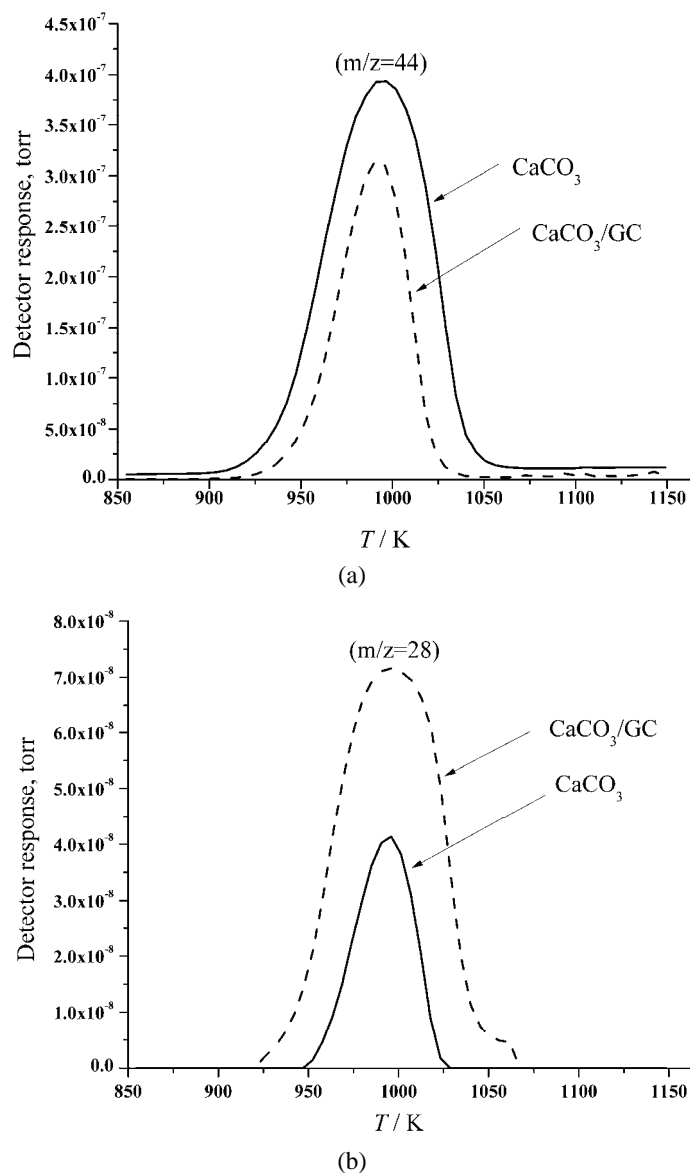 (m/z=44)
4.0x10⁻⁷
3.5x10⁻⁷
3.0x10⁻⁷
2.5x10⁻⁷
2.0x10⁻⁷
1.5x10⁻⁷
1.0x10⁻⁷
5.0x10⁻⁸
0.0
Detector response, torr
CaCO₃
CaCO₃/GC
850 900 950 1000 1050 1100 1150
T / K
(a)
8.0x10⁻⁸
7.0x10⁻⁸
6.0x10⁻⁸
5.0x10⁻⁸
4.0x10⁻⁸
3.0x10⁻⁸
2.0x10⁻⁸
1.0x10⁻⁸
0.0
Detector response, torr
(m/z=28)
CaCO₃/GC
CaCO₃
850 900 950 1000 1050 1100 1150
T / K
(b)